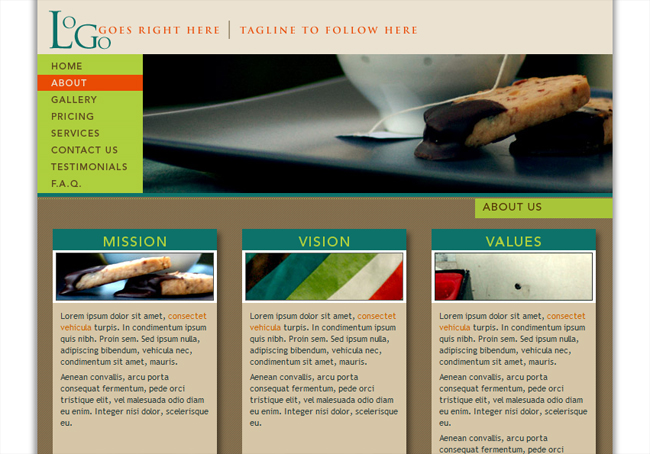 LoGo GOES RIGHT HERE | TAGLINE TO FOLLOW HERE
HOME
ABOUT
GALLERY
PRICING
SERVICES
CONTACT US
TESTIMONIALS
F.A.Q.
ABOUT US
MISSION
Lorem ipsum dolor sit amet, consectet
vehicula turpis. In condimentum ipsum
quis nibh. Proin sem. Sed ipsum nulla,
adipiscing bibendum, vehicula nec,
condimentum sit amet, mauris.
Aenean convallis, arcu porta
consequat fermentum, pede orci
tristique elit, vel malesuada odio diam
eu enim. Integer nisi dolor, scelerisque
eu.
VISION
Lorem ipsum dolor sit amet, consectet
vehicula turpis. In condimentum ipsum
quis nibh. Proin sem. Sed ipsum nulla,
adipiscing bibendum, vehicula nec,
condimentum sit amet, mauris.
Aenean convallis, arcu porta
consequat fermentum, pede orci
tristique elit, vel malesuada odio diam
eu enim. Integer nisi dolor, scelerisque
eu.
VALUES
Lorem ipsum dolor sit amet, consectet
vehicula turpis. In condimentum ipsum
quis nibh. Proin sem. Sed ipsum nulla,
adipiscing bibendum, vehicula nec,
condimentum sit amet, mauris.
Aenean convallis, arcu porta
consequat fermentum, pede orci
tristique elit, vel malesuada odio diam
eu enim. Integer nisi dolor, scelerisque
eu.
Aenean convallis, arcu porta
consequat fermentum, pede orci